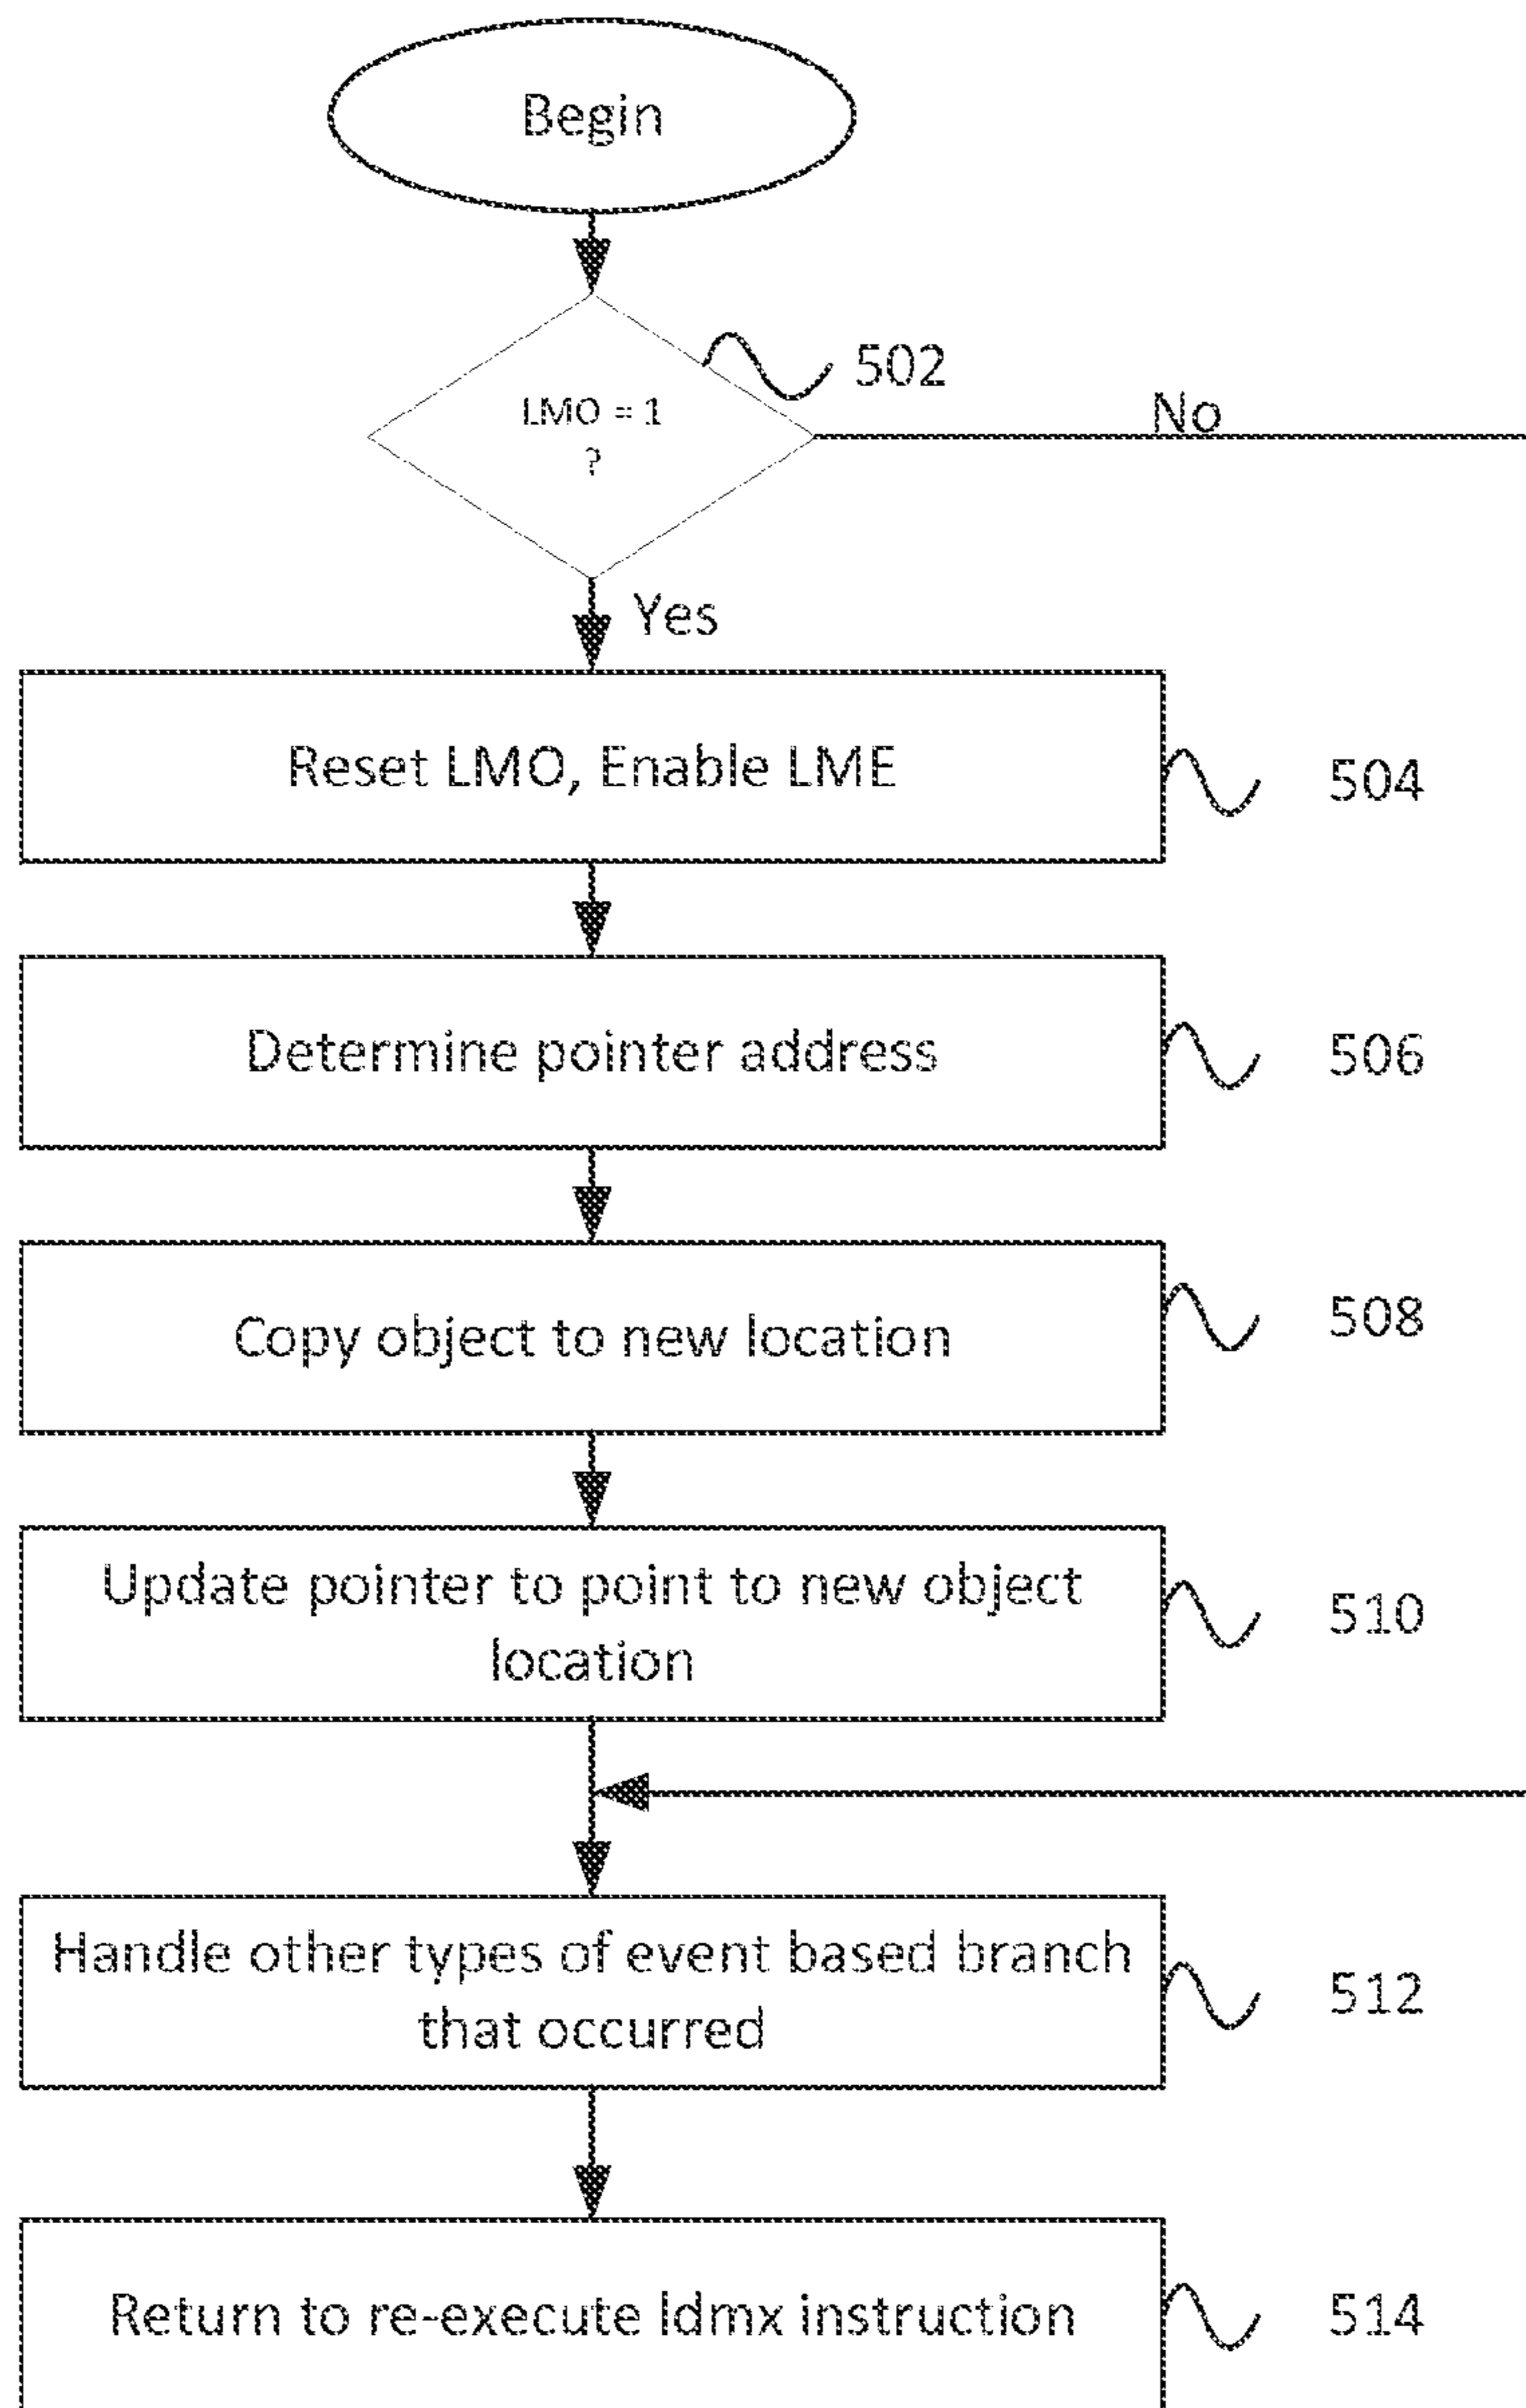 Begin
502
LMO = 1
?
No
Yes
Reset LMO, Enable LME
504
Determine pointer address
506
Copy object to new location
508
Update pointer to point to new object
location
510
Handle other types of event based branch
that occurred
512
Return to re-execute ldmx instruction
514